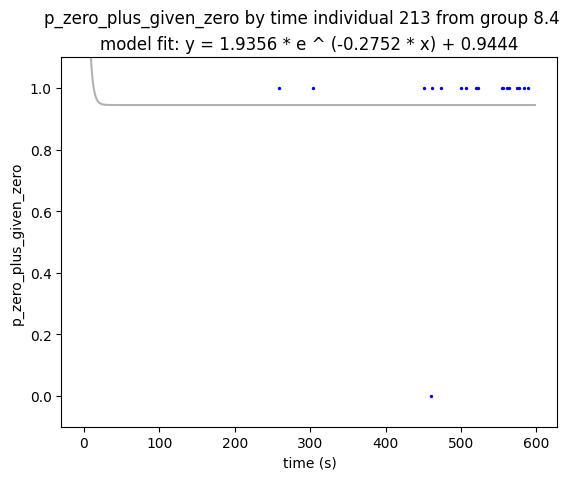 p_zero_plus_given_zero by time individual 213 from group 8.4
model fit: y = 1.9356 * e ^ (-0.2752 * x) + 0.9444
1.0
0.8
0.6
0.4
0.2
0.0
p_zero_plus_given_zero
0 100 200 300 400 500 600
time (s)